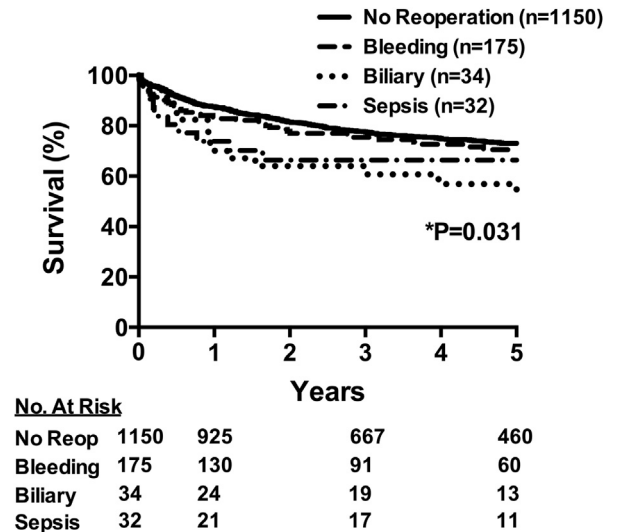 No Reoperation (n=1150)
Bleeding (n=175)
Biliary (n=34)
Sepsis (n=32)
100
80
60
40
20
0
Survival (%)
*P=0.031
0 1 2 3 4 5
Years
No. At Risk
No Reop 1150 925 667 460
Bleeding 175 130 91 60
Biliary 34 24 19 13
Sepsis 32 21 17 11